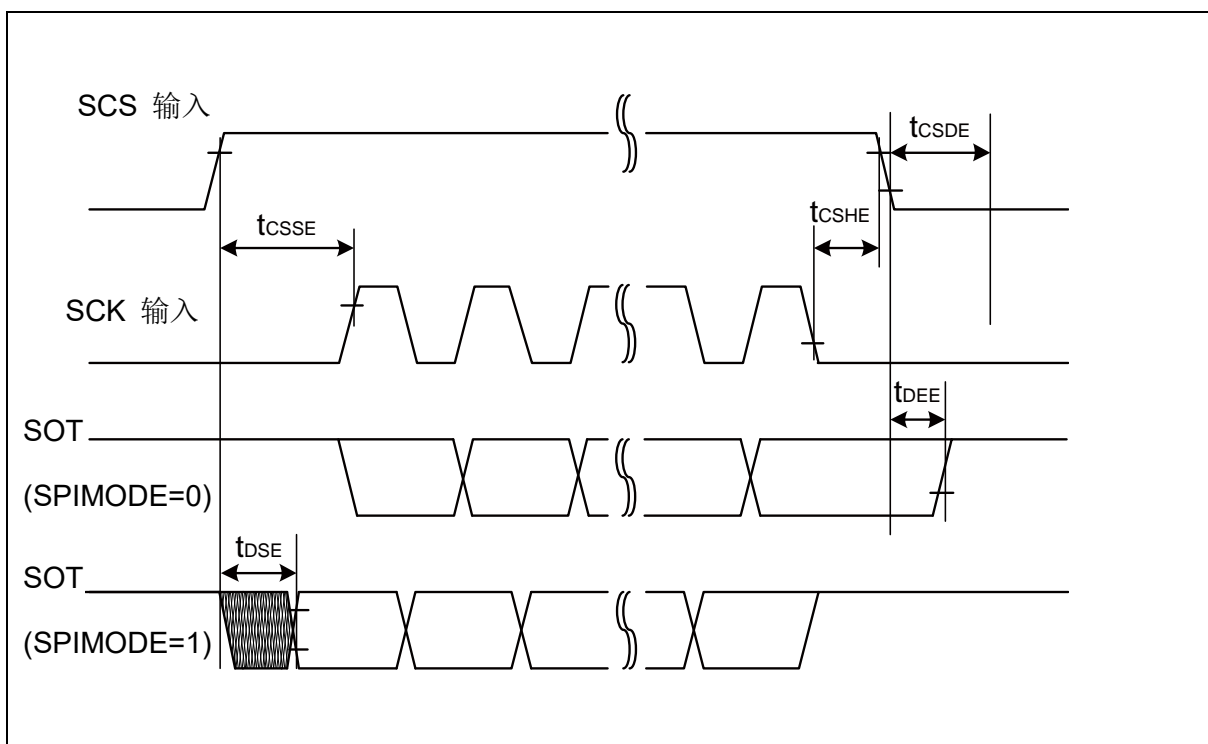 SCS 输入
tCSDE
tCSSE
tCSHE
SCK 输入
tDEE
SOT
(SPIMODE=0)
tDSE
SOT
(SPIMODE=1)